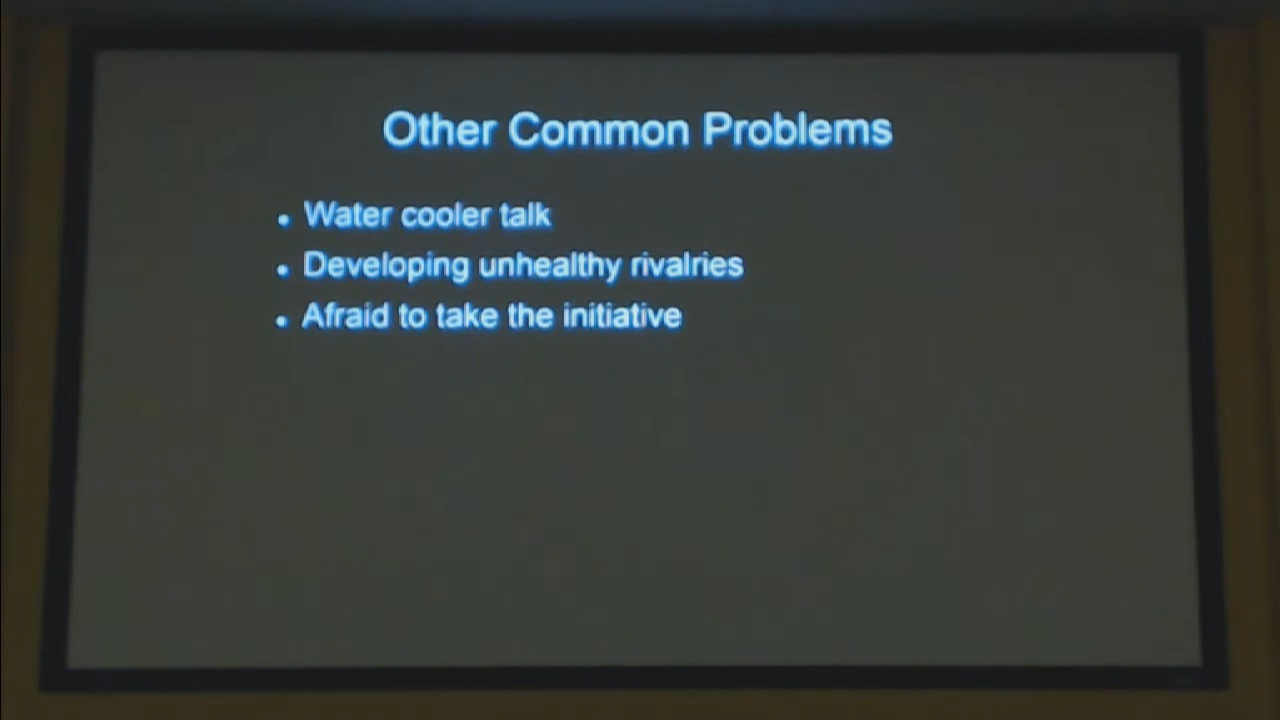 Other Common Problems
• Water cooler talk
• Developing unhealthy rivalries
• Afraid to take the initiative